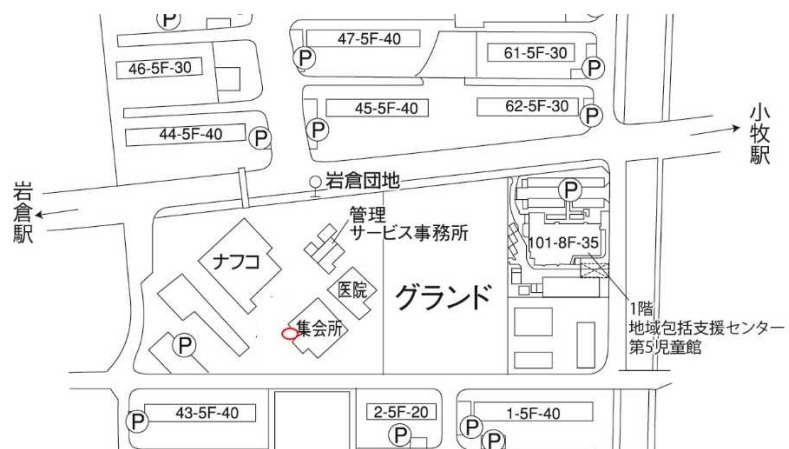 P
47-5F-40
61-5F-30
P
P
46-5F-30
45-5F-40
62-5F-30
P
P
P
44-5F-40
小牧駅
岩倉団地
岩倉駅
P
管理
サービス事務所
101-8F-35
ナフコ
医院
グランド
集会所
1階
地域包括支援センター
第5児童館
P
43-5F-40
2-5F-20
1-5F-40
P
P
P
P